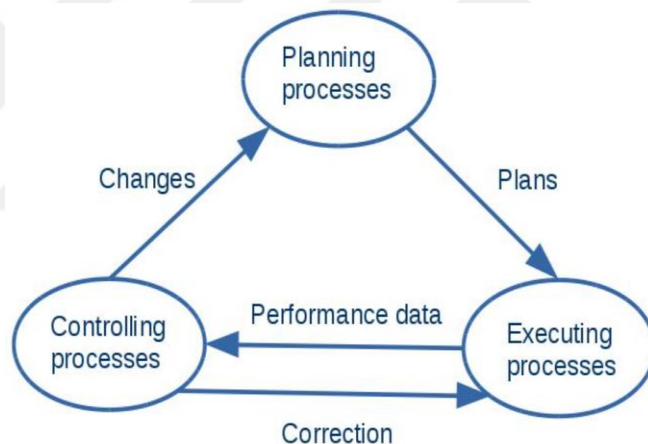 Planning
processes
Changes
Plans
Performance data
Controlling
processes
Executing
processes
Correction